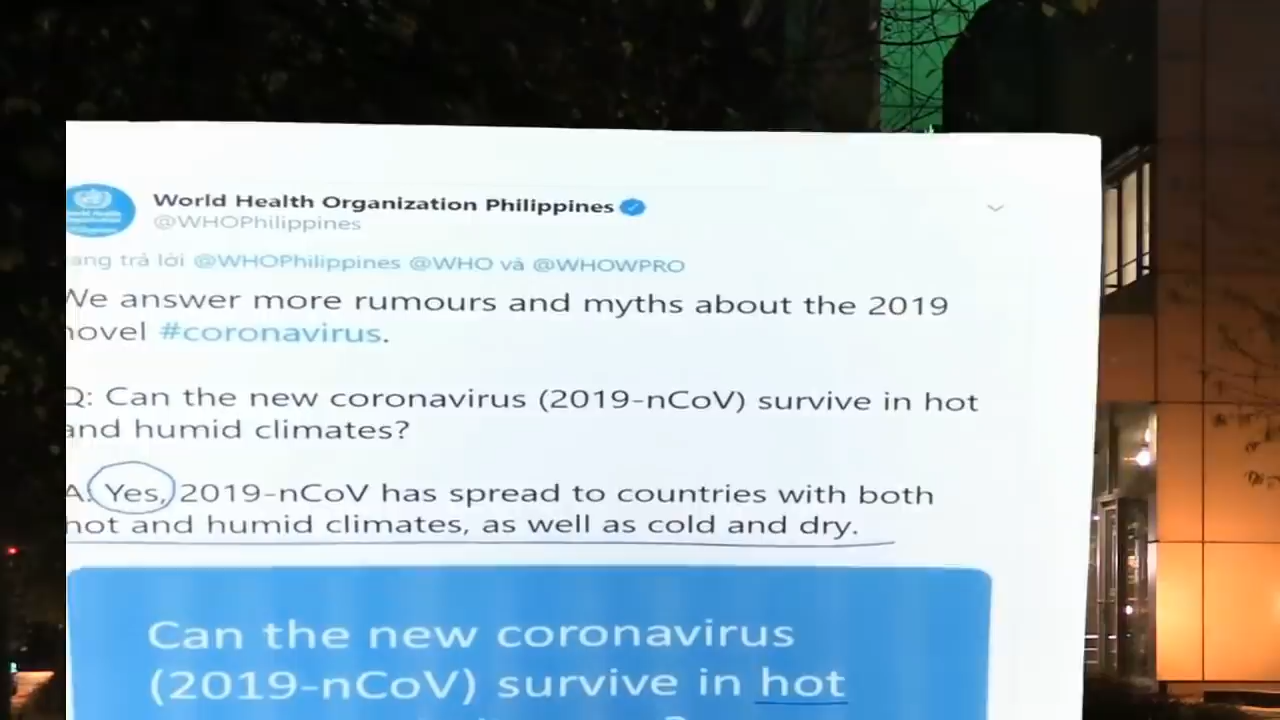 World Health Organization Philippines
@WHOPhilippines
trả lời @WHOPhilippines @WHO và @WHOWPRO
We answer more rumours and myths about the 2019
novel #coronavirus.
Q: Can the new coronavirus (2019-nCoV) survive in hot
and humid climates?
A: Yes, 2019-nCoV has spread to countries with both
hot and humid climates, as well as cold and dry.
Can the new coronavirus
(2019-nCoV) survive in hot